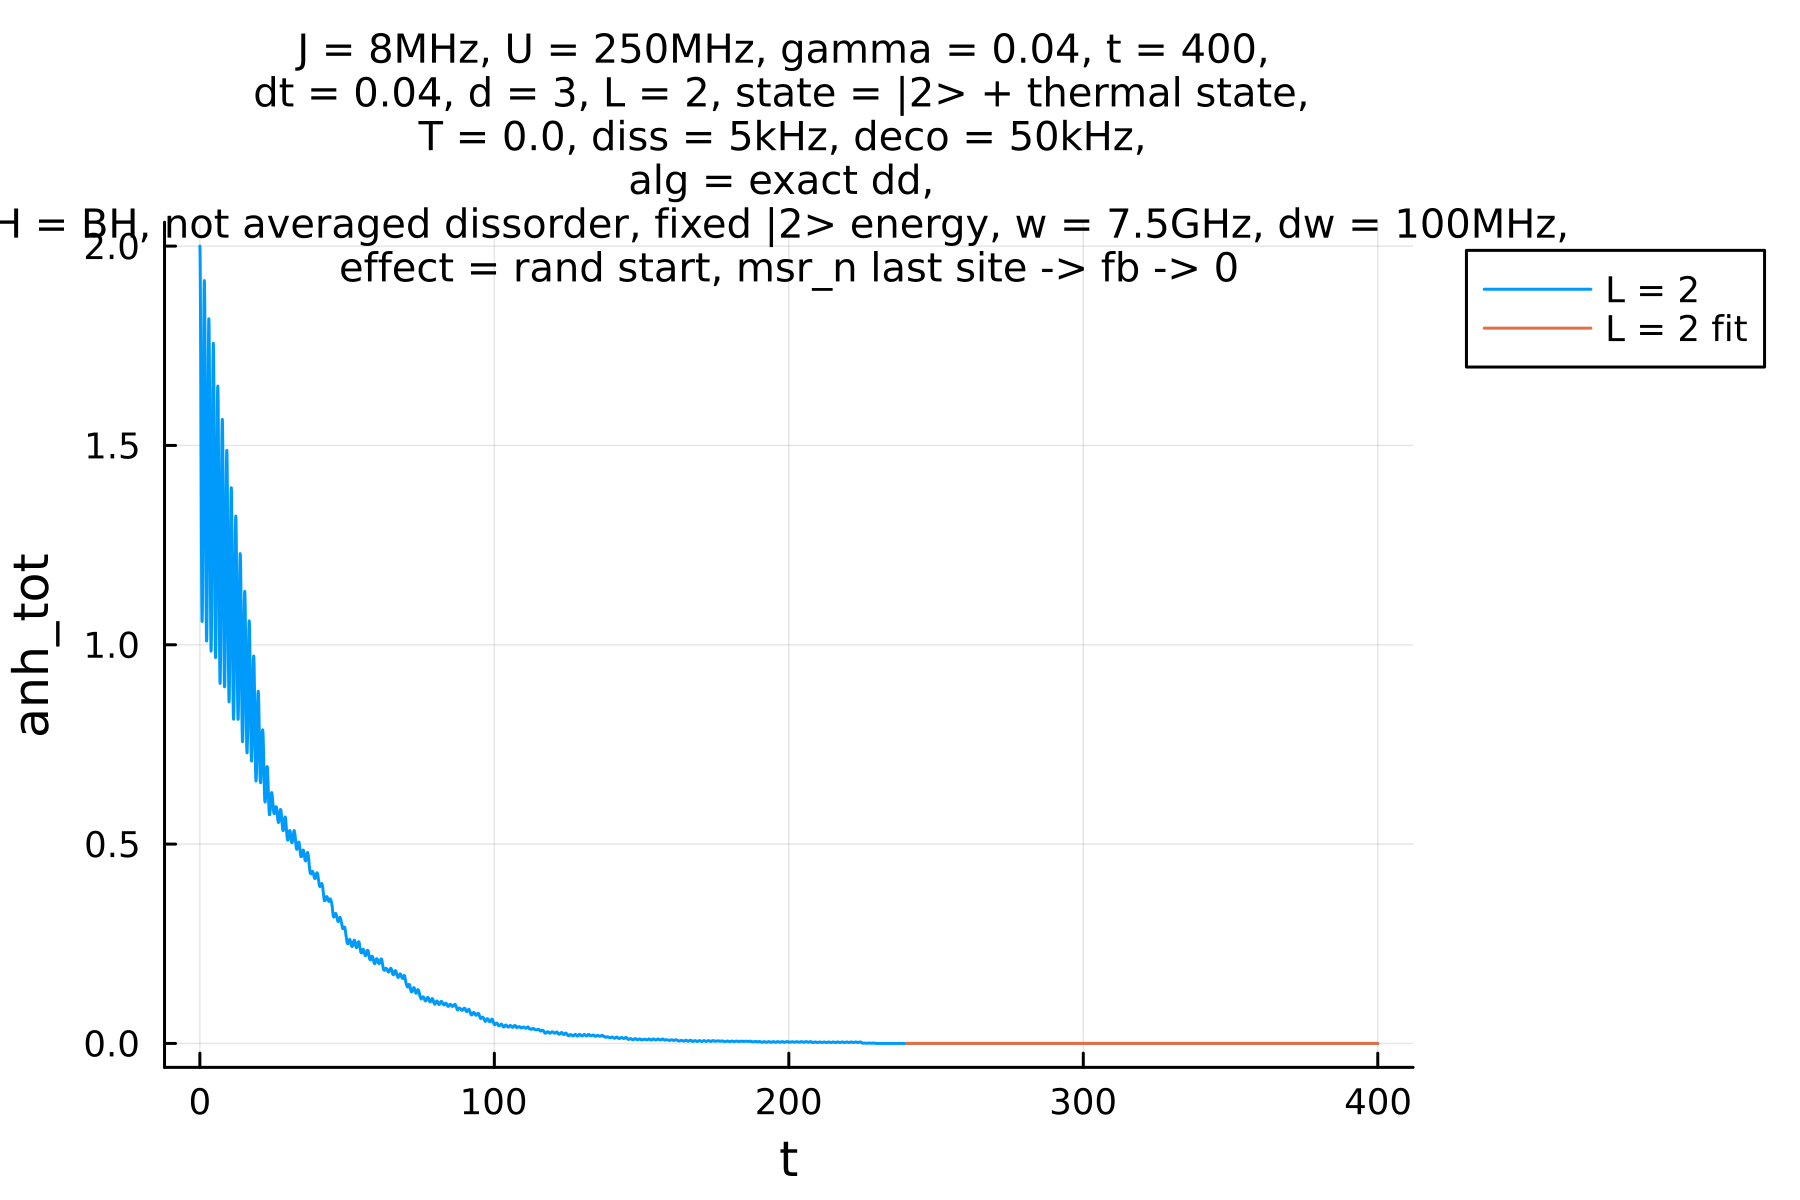 J = 8MHz, U = 250MHz, gamma = 0.04, t = 400,
dt = 0.04, d = 3, L = 2, state = |2> + thermal state,
T = 0.0, diss = 5kHz, deco = 50kHz,
alg = exact dd,
H = BH, not averaged dissorder, fixed |2> energy, w = 7.5GHz, dw = 100MHz,
effect = rand start, msr_n last site -> fb -> 0
L = 2
L = 2 fit
anh_tot
2.0
1.5
1.0
0.5
0.0
0 100 200 300 400
t